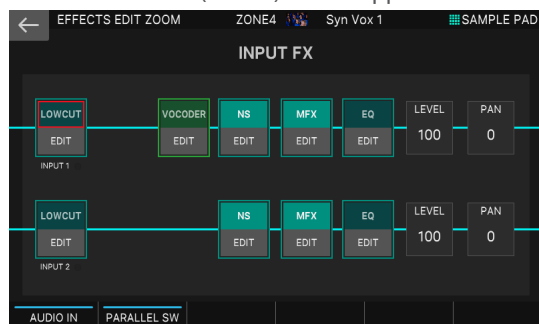 EFFECTS EDIT ZOOM ZONE4 Syn Vox 1 SAMPLE PAD
INPUT FX
LOWCUT VOCODER NS MFX EQ LEVEL PAN
EDIT EDIT EDIT EDIT EDIT 100 0
INPUT 1
LOWCUT NS MFX EQ LEVEL PAN
EDIT EDIT EDIT EDIT 100 0
INPUT 2
AUDIO IN PARALLEL SW